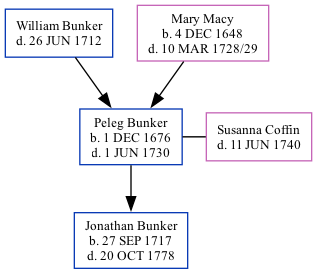 William Bunker
d. 26 JUN 1712
Mary Macy
b. 4 DEC 1648
d. 10 MAR 1728/29
Peleg Bunker
b. 1 DEC 1676
d. 1 JUN 1730
Susanna Coffin
d. 11 JUN 1740
Jonathan Bunker
b. 27 SEP 1717
d. 20 OCT 1778